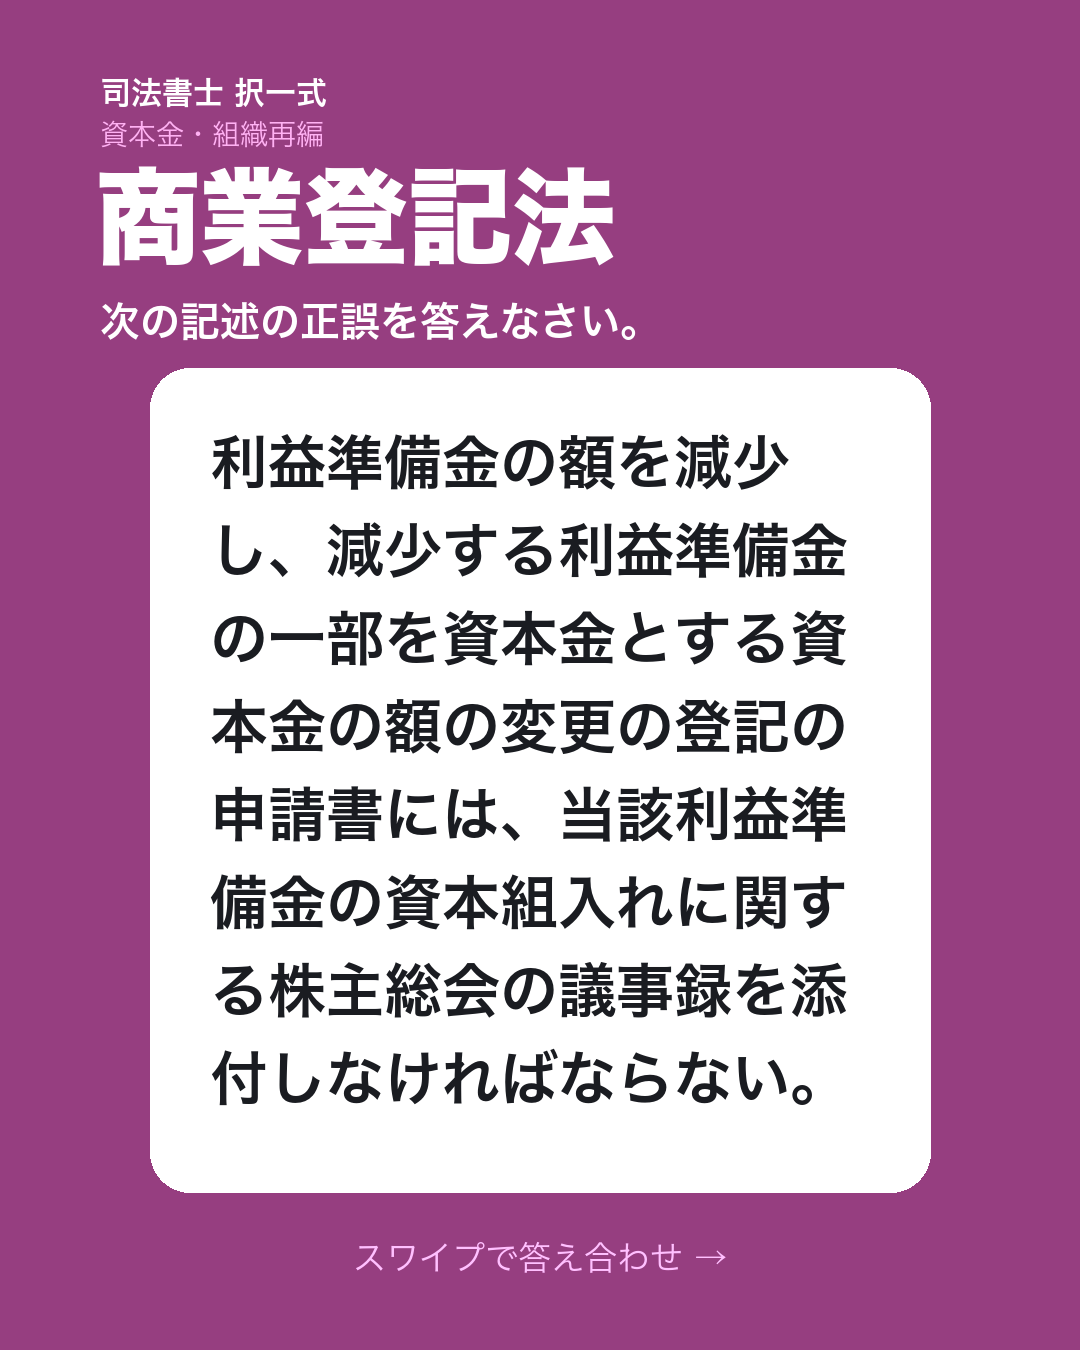 司法書士 択一式
資本金・組織再編
商業登記法
次の記述の正誤を答えなさい。
利益準備金の額を減少
し、減少する利益準備金
の一部を資本金とする資
本金の額の変更の登記の
申請書には、当該利益準
備金の資本組入れに関す
る株主総会の議事録を添
付しなければならない。
スワイプで答え合わせ →